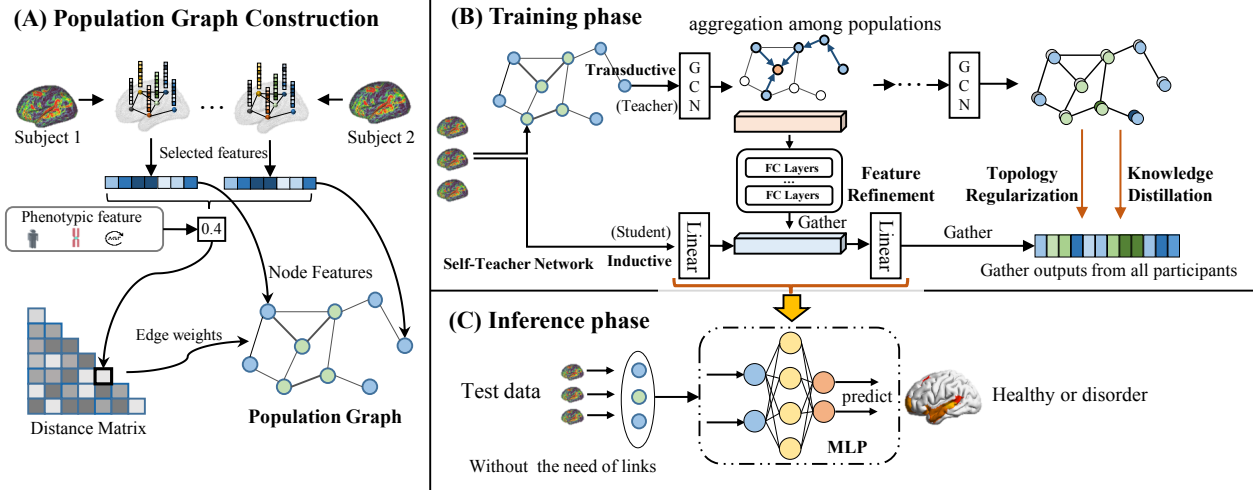 (A) Population Graph Construction
Subject 1
Subject 2
Selected features
Phenotypic feature
0.4
Node Features
Edge weights
Population Graph
Distance Matrix
(B) Training phase
aggregation among populations
Transductive
(Teacher)
GCN
GCN
FC Layers
...
FC Layers
Feature
Refinement
Topology
Regularization
Knowledge
Distillation
Gather
(Student)
Inductive
Self-Teacher Network
Linear
Linear
Gather
Gather outputs from all participants
(C) Inference phase
Test data
Without the need of links
predict
MLP
Healthy or disorder